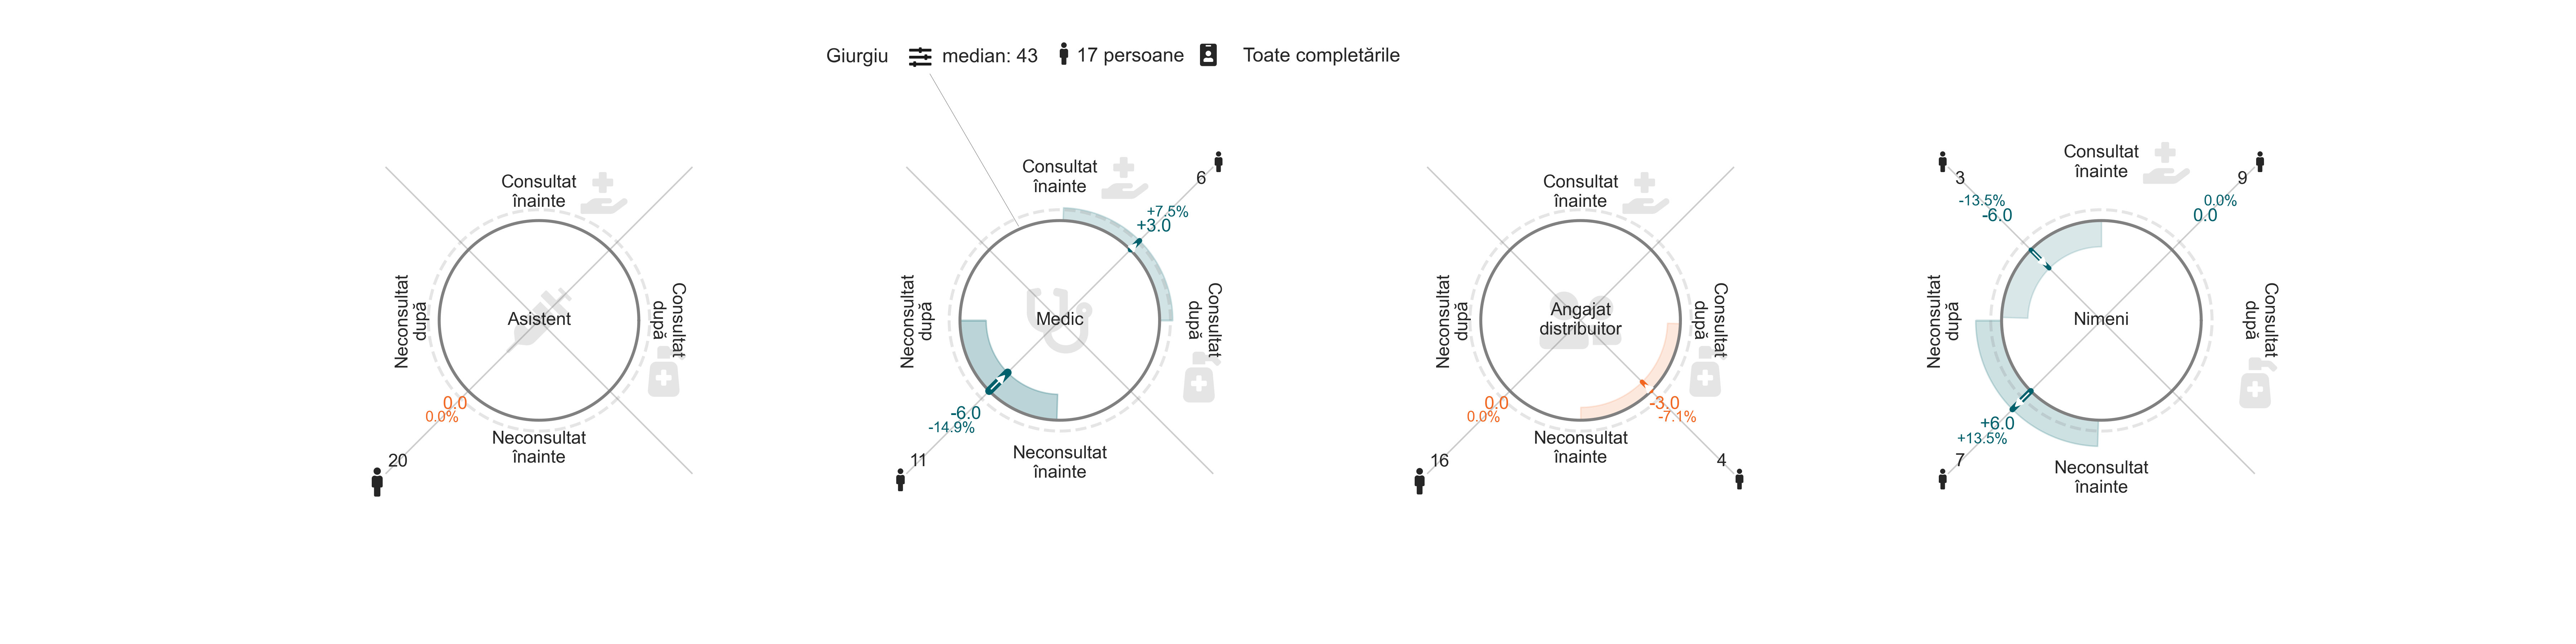 Giurgiu median: 43 17 persoane Toate completările
Consultat
înainte
Neconsultat
după
Asistent
Consultat
după
0.0
0.0%
Neconsultat
înainte
20
Consultat
înainte
6
+7.5%
+3.0
Neconsultat
după
Medic
Consultat
după
-6.0
-14.9%
Neconsultat
înainte
11
Consultat
înainte
Neconsultat
după
Angajat
distribuitor
Consultat
după
0.0
0.0%
-3.0
-7.1%
Neconsultat
înainte
16
4
Consultat
înainte
3
-13.5%
-6.0
9
0.0%
0.0
Neconsultat
după
Nimeni
Consultat
după
+6.0
+13.5%
7
Neconsultat
înainte